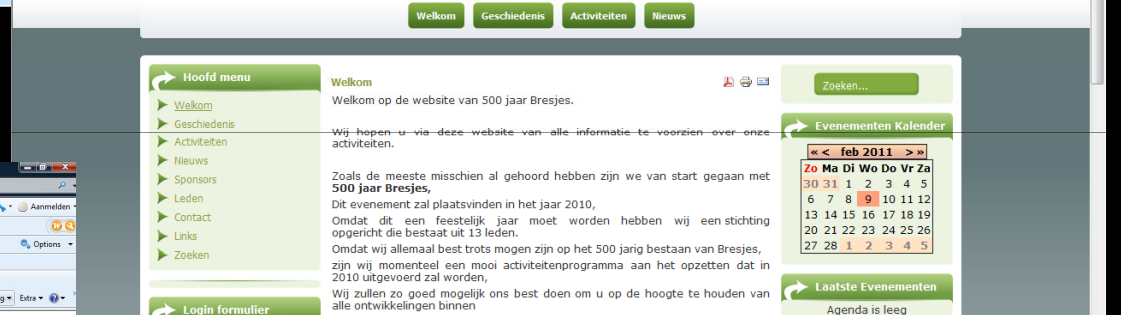 Welkom Geschiedenis Activiteiten Nieuws
Hoofd menu
Welkom
Geschiedenis
Activiteiten
Nieuws
Sponsors
Leden
Contact
Links
Zoeken
Login formulier
Welkom
Welkom op de website van 500 jaar Bresjes.
Wij hopen u via deze website van alle informatie te voorzien over onze
activiteiten.
Zoals de meeste misschien al gehoord hebben zijn we van start gegaan met
500 jaar Bresjes,
Dit evenement zal plaatsvinden in het jaar 2010,
Omdat dit een feestelijk jaar moet worden hebben wij een stichting
opgericht die bestaat uit 13 leden.
Omdat wij allemaal best trots mogen zijn op het 500 jarig bestaan van Bresjes,
zijn wij momenteel een mooi activiteitenprogramma aan het opzetten dat in
2010 uitgevoerd zal worden,
Wij zullen zo goed mogelijk ons best doen om u op de hoogte te houden van
alle ontwikkelingen binnen
Zoeken...
Evenementen Kalender
« < feb 2011 > »
Zo Ma Di Wo Do Vr Za
30 31 1 2 3 4 5
6 7 8 9 10 11 12
13 14 15 16 17 18 19
20 21 22 23 24 25 26
27 28 1 2 3 4 5
Laatste Evenementen
Agenda is leeg
Aanmelden
Options
Extra